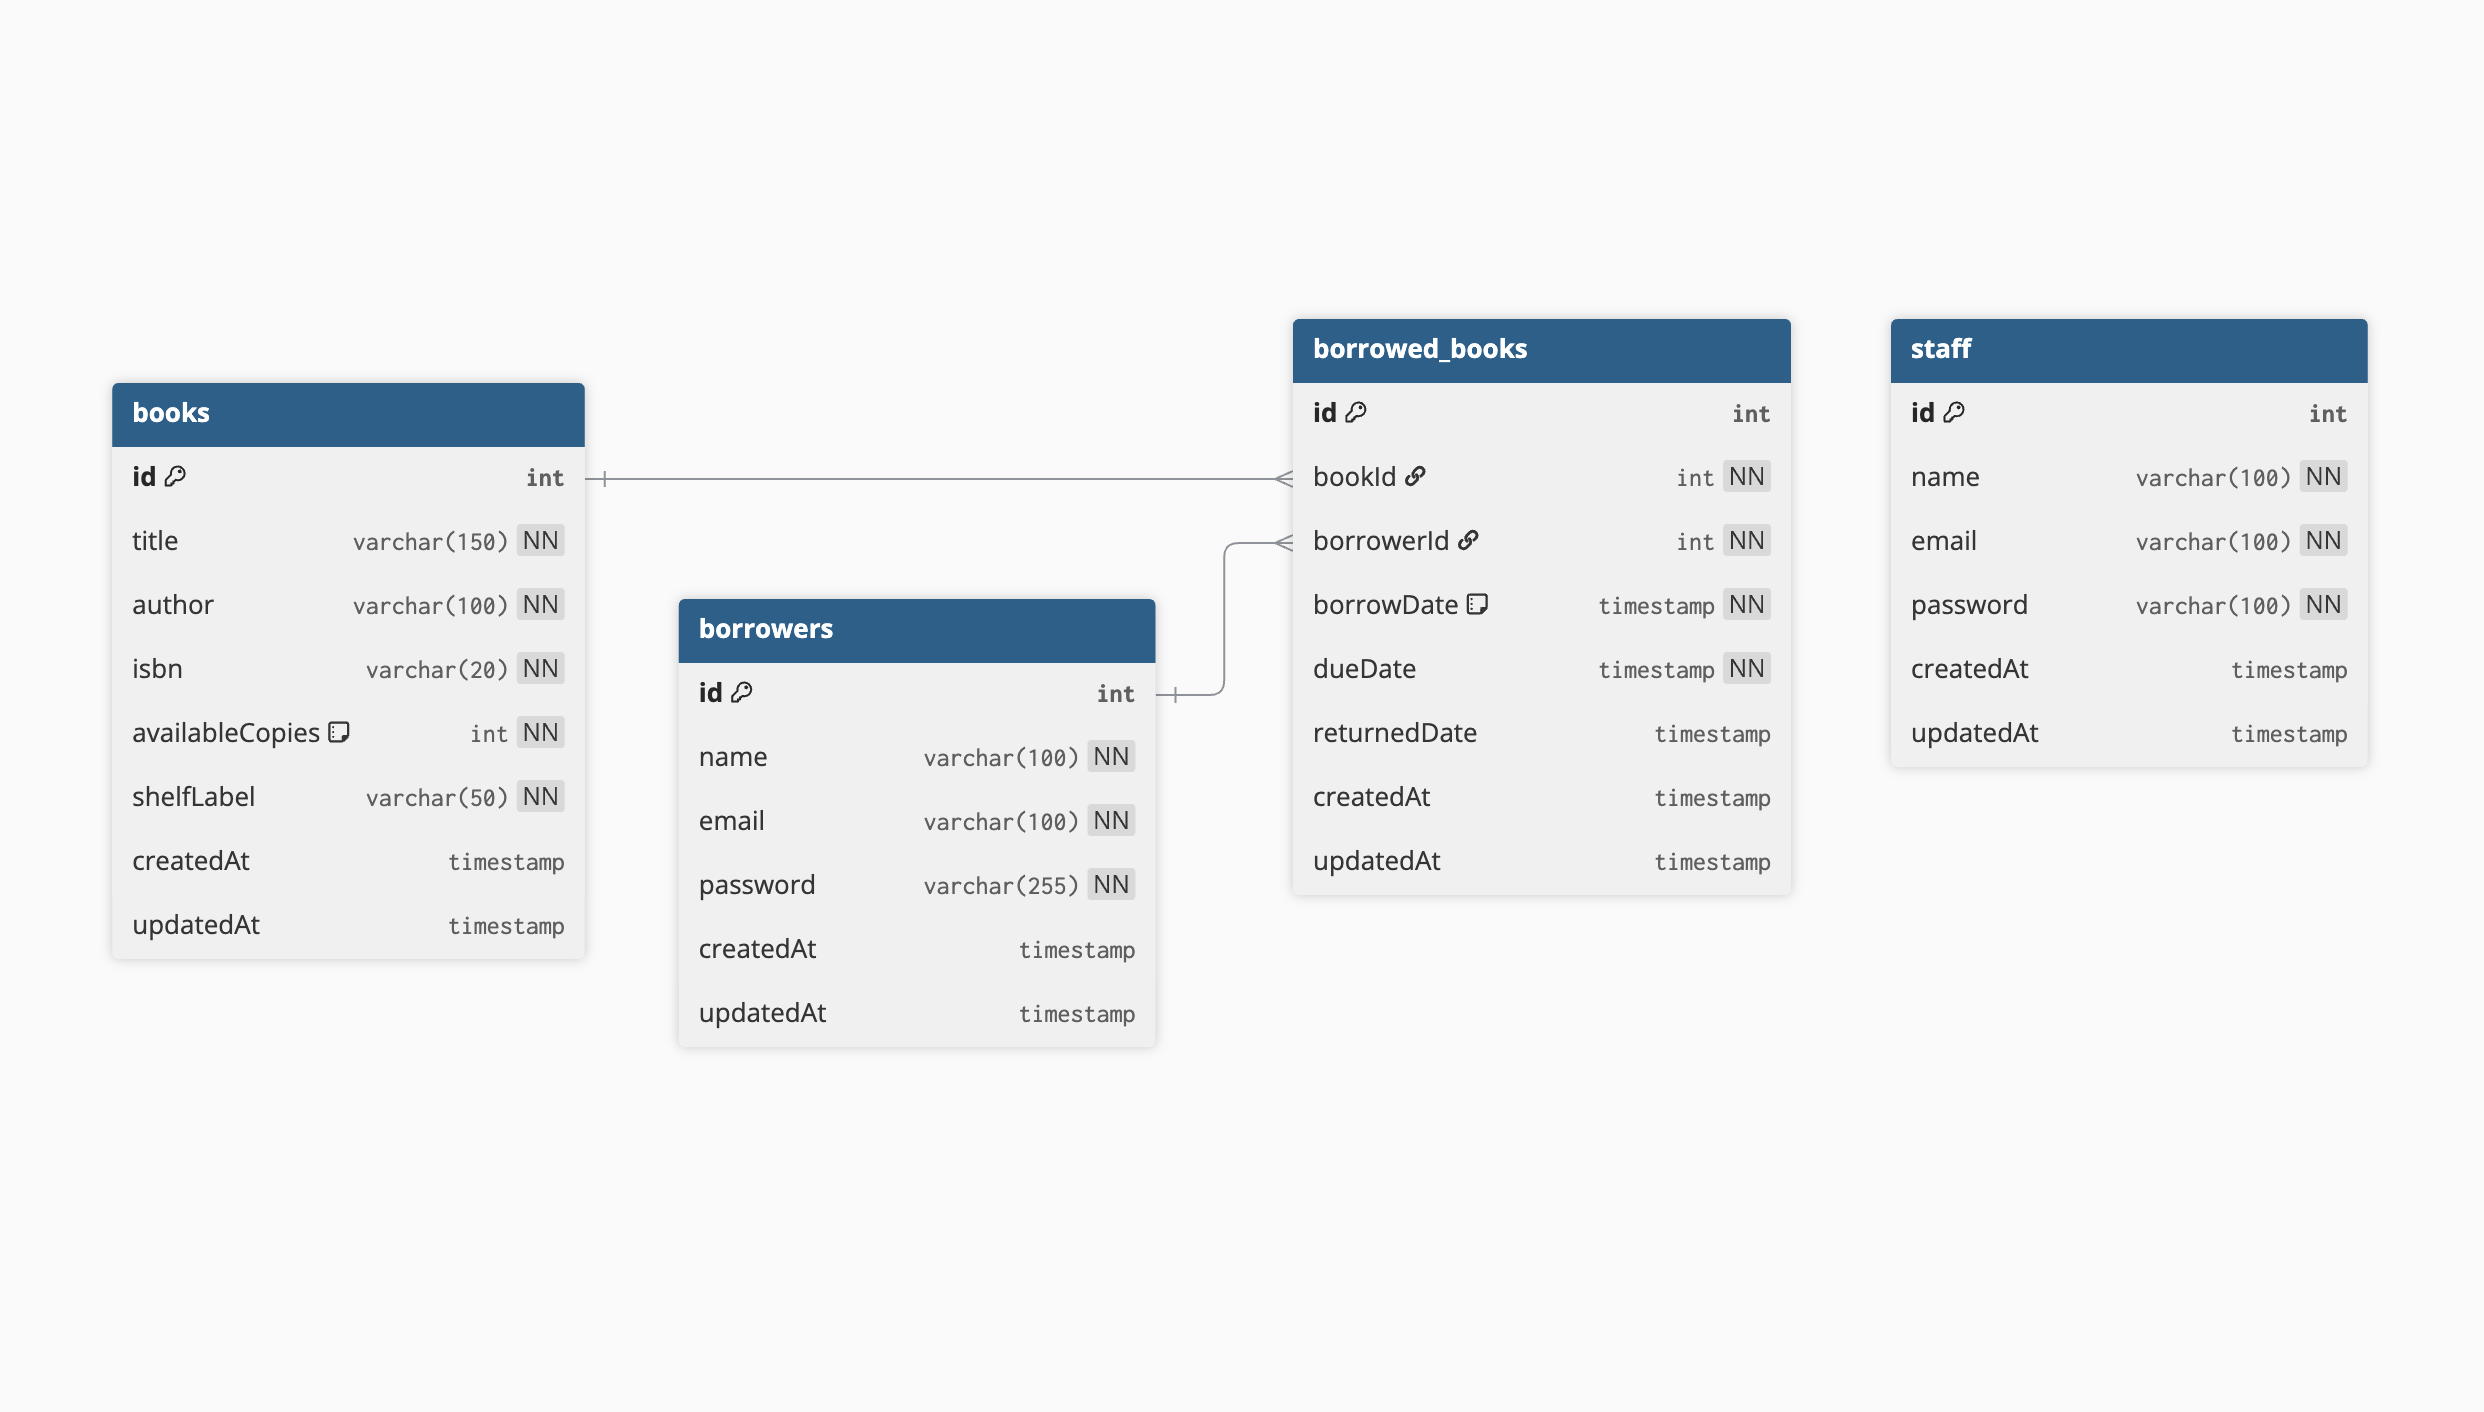 books
id int
title varchar(150) NN
author varchar(100) NN
isbn varchar(20) NN
availableCopies int NN
shelfLabel varchar(50) NN
createdAt timestamp
updatedAt timestamp
borrowers
id int
name varchar(100) NN
email varchar(100) NN
password varchar(255) NN
createdAt timestamp
updatedAt timestamp
borrowed_books
id int
bookId int NN
borrowerId int NN
borrowDate timestamp NN
dueDate timestamp NN
returnedDate timestamp
createdAt timestamp
updatedAt timestamp
staff
id int
name varchar(100) NN
email varchar(100) NN
password varchar(100) NN
createdAt timestamp
updatedAt timestamp